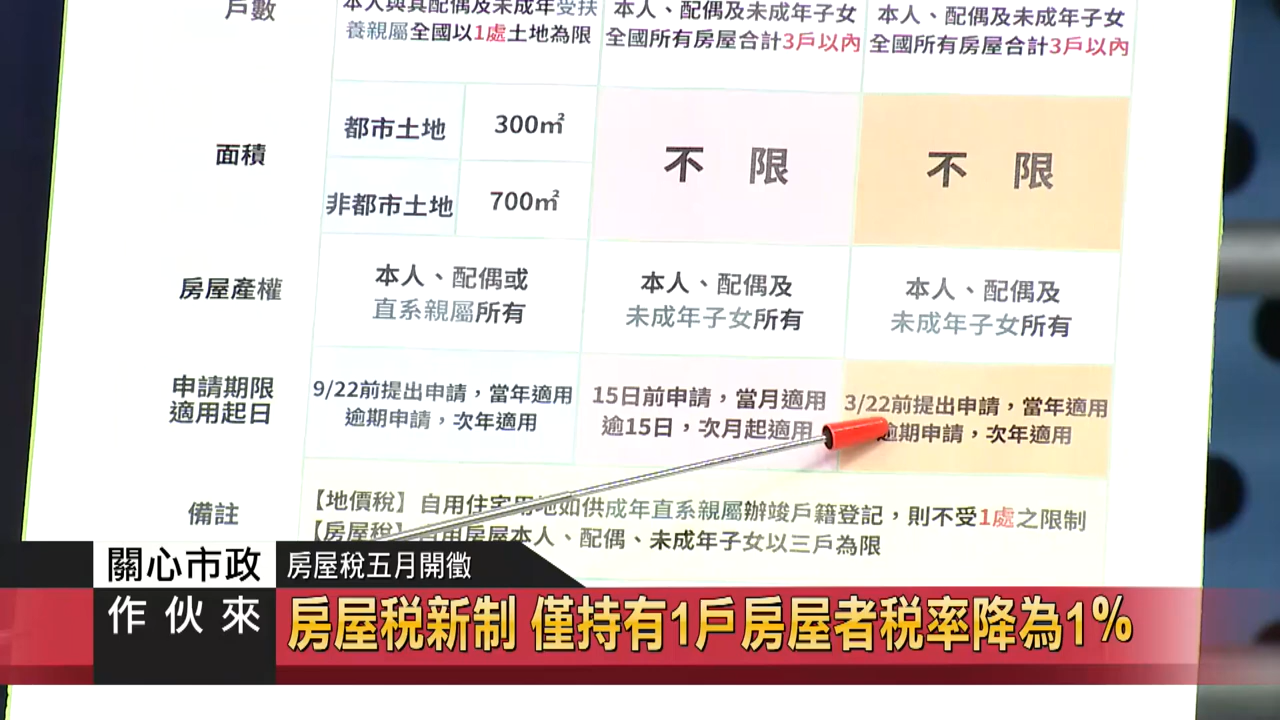 戶數
本人與其配偶及未成年受扶
養親屬全國以1處土地為限
本人、配偶及未成年子女
全國所有房屋合計3戶以內
本人、配偶及未成年子女
全國所有房屋合計3戶以內
面積
都市土地
300㎡
非都市土地
700㎡
不 限
不 限
房屋產權
本人、配偶或
直系親屬所有
本人、配偶及
未成年子女所有
本人、配偶及
未成年子女所有
申請期限
適用起日
9/22前提出申請，當年適用
逾期申請，次年適用
15日前申請，當月適用
逾15日，次月起適用
3/22前提出申請，當年適用
逾期申請，次年適用
備註
【地價稅】自用住宅用地如供成年直系親屬辦竣戶籍登記，則不受1處之限制
【房屋稅】自用房屋本人、配偶、未成年子女以三戶為限
關心市政
房屋稅五月開徵
作伙來
房屋稅新制 僅持有1戶房屋者稅率降為1%